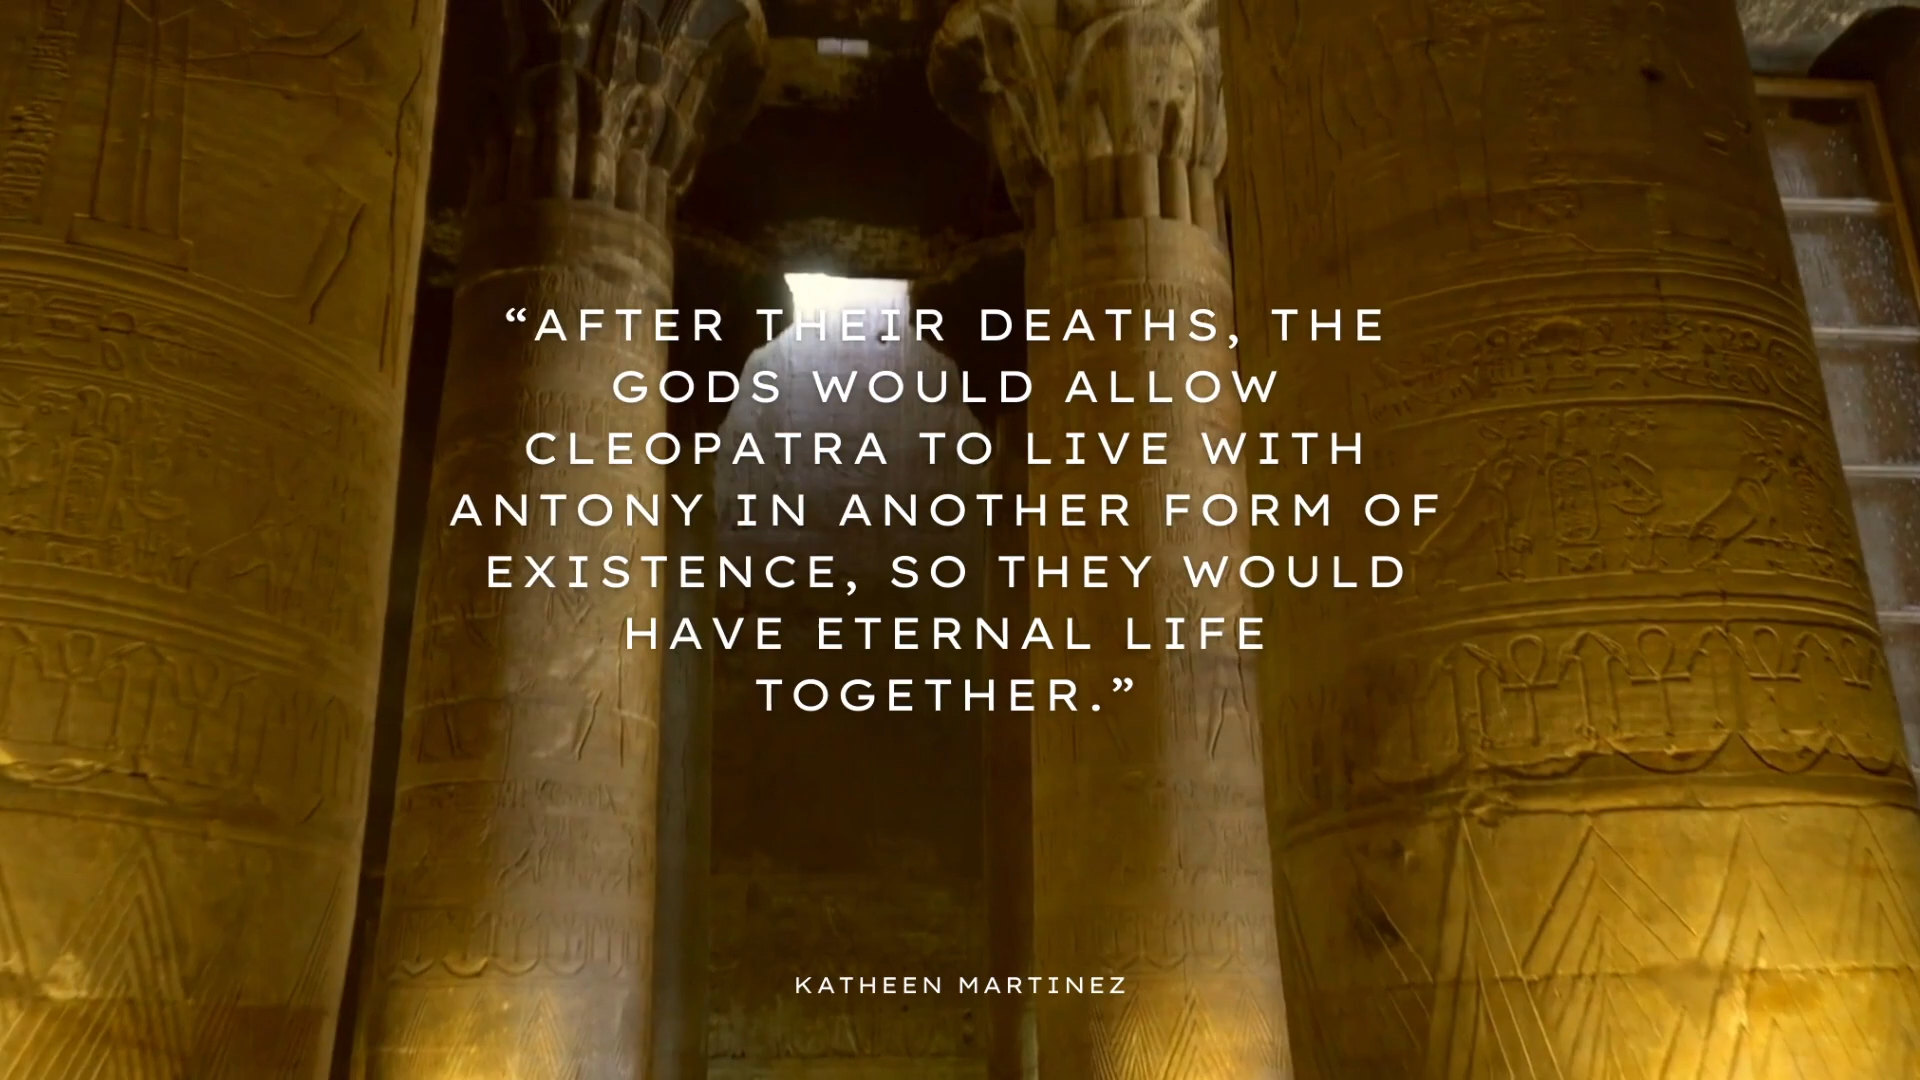 “AFTER THEIR DEATHS, THE
GODS WOULD ALLOW
CLEOPATRA TO LIVE WITH
ANTONY IN ANOTHER FORM OF
EXISTENCE, SO THEY WOULD
HAVE ETERNAL LIFE
TOGETHER.”
KATHEEN MARTINEZ